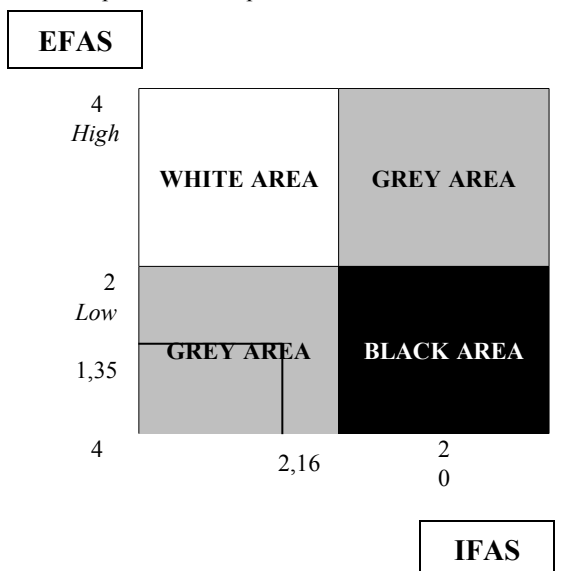 EFAS
4
High
WHITE AREA
GREY AREA
2
Low
GREY AREA
BLACK AREA
1,35
4
2,16
2
0
IFAS